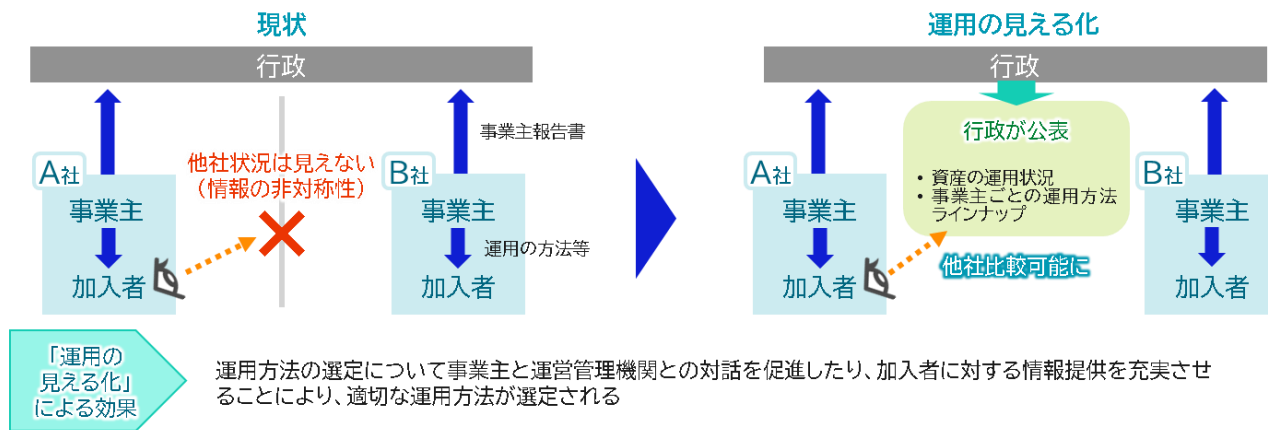 現状
行政
事業主報告書
A社
事業主
加入者
他社状況は見えない
（情報の非対称性）
B社
事業主
運用の方法等
加入者
運用の見える化
行政
行政が公表
・ 資産の運用状況
・ 事業主ごとの運用方法
ラインナップ
A社
事業主
加入者
他社比較可能に
B社
事業主
加入者
「運用の
見える化」
による効果
運用方法の選定について事業主と運営管理機関との対話を促進したり、加入者に対する情報提供を充実させ
ることにより、適切な運用方法が選定される